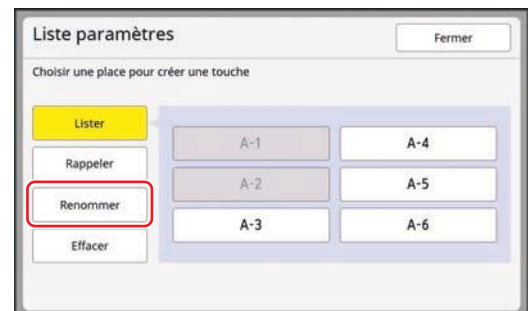 Liste paramètres
Fermer
Choisir une place pour créer une touche
Lister
Rappeler
Renommer
Effacer
A-1
A-4
A-2
A-5
A-3
A-6